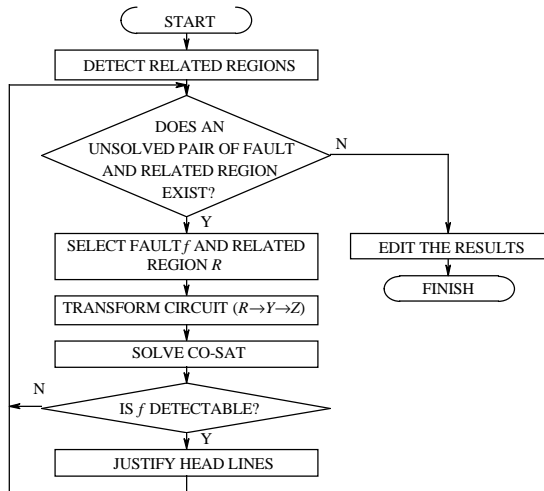 START
DETECT RELATED REGIONS
DOES AN
UNSOLVED PAIR OF FAULT
AND RELATED REGION
EXIST?
N
Y
SELECT FAULT f AND RELATED
REGION R
EDIT THE RESULTS
FINISH
TRANSFORM CIRCUIT (R→Y→Z)
SOLVE CO-SAT
N
IS f DETECTABLE?
Y
JUSTIFY HEAD LINES